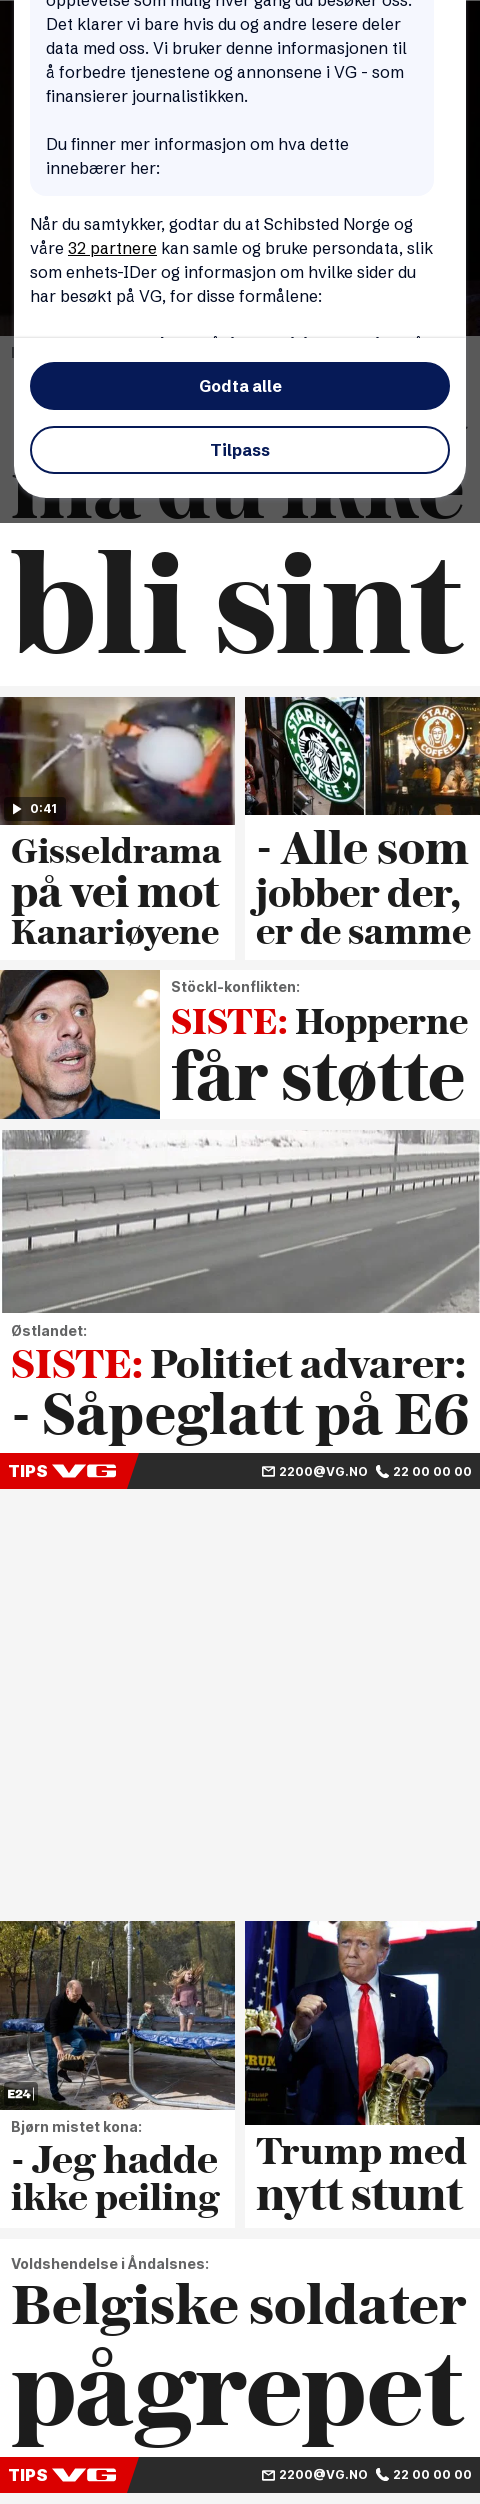 opplevelse som mulig hver gang du besøker oss.
Det klarer vi bare hvis du og andre lesere deler
data med oss. Vi bruker denne informasjonen til
å forbedre tjenestene og annonsene i VG - som
finansierer journalistikken.
Du finner mer informasjon om hva dette
innebærer her:
Når du samtykker, godtar du at Schibsted Norge og
våre 32 partnere kan samle og bruke persondata, slik
som enhets-IDer og informasjon om hvilke sider du
har besøkt på VG, for disse formålene:
Godta alle
Tilpass
må du ikke
bli sint
0:41
Gisseldrama
på vei mot
Kanariøyene
STARBUCKS
COFFEE
STARS
COFFEE
- Alle som
jobber der,
er de samme
Stöckl-konflikten:
SISTE: Hopperne
får støtte
Østlandet:
SISTE: Politiet advarer:
- Såpeglatt på E6
TIPS VG
2200@VG.NO 22 00 00 00
E24
Bjørn mistet kona:
- Jeg hadde
ikke peiling
Trump med
nytt stunt
Voldshendelse i Åndalsnes:
Belgiske soldater
pågrepet
TIPS VG
2200@VG.NO 22 00 00 00